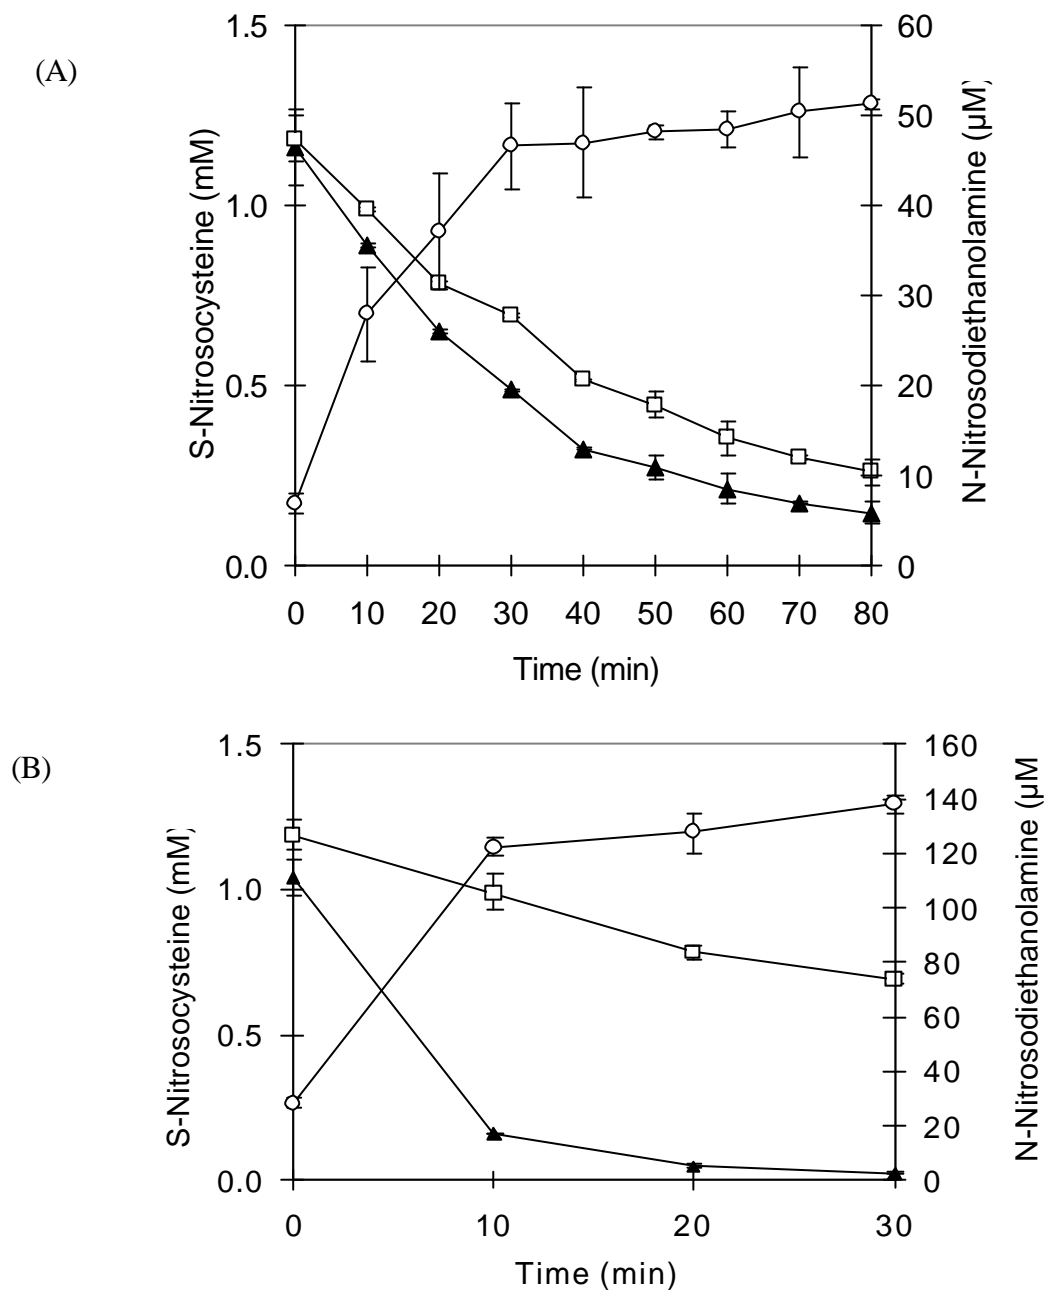 (A)
S-Nitrosocysteine (mM)
1.5
1.0
0.5
0.0
60
50
40
30
20
10
0
N-Nitrosodiethanolamine (µM)
0 10 20 30 40 50 60 70 80
Time (min)
(B)
S-Nitrosocysteine (mM)
1.5
1.0
0.5
0.0
160
140
120
100
80
60
40
20
0
N-Nitrosodiethanolamine (µM
0 10 20 30
Time (min)